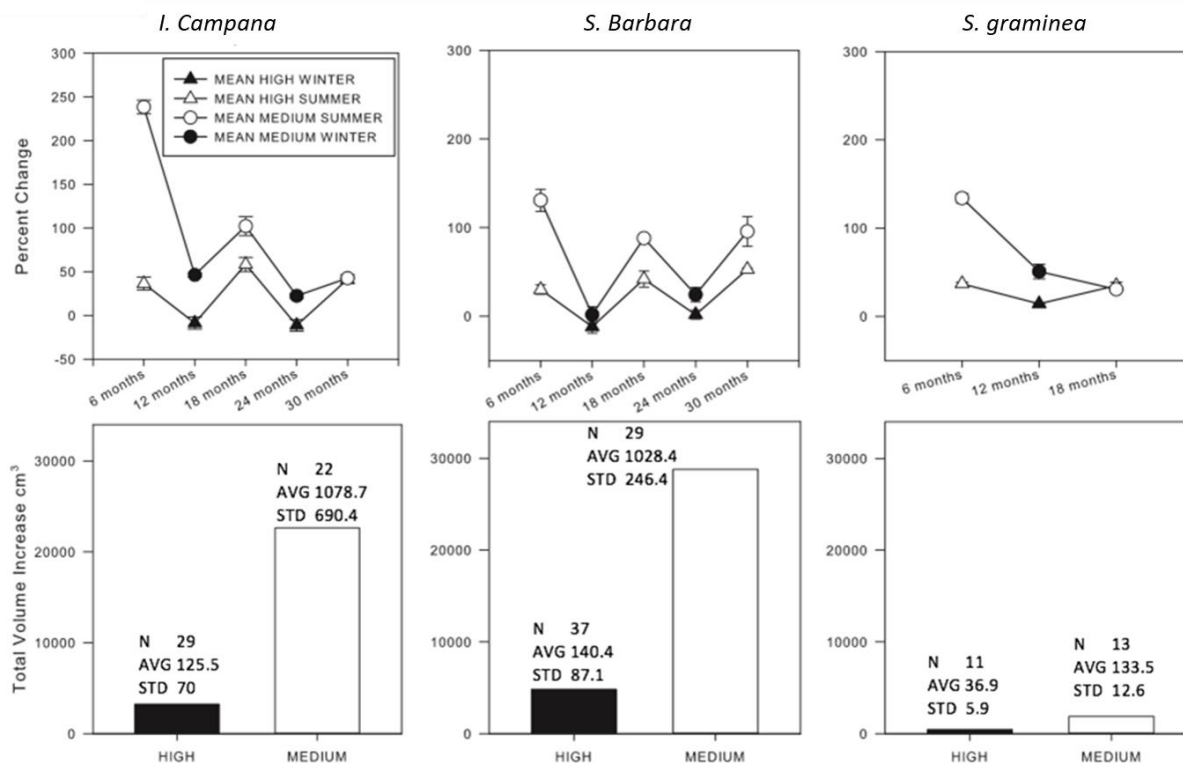 I. Campana
S. Barbara
S. graminea
Percent Change
300
250
200
150
100
50
0
-50
MEAN HIGH WINTER
MEAN HIGH SUMMER
MEAN MEDIUM SUMMER
MEAN MEDIUM WINTER
6 months
12 months
18 months
24 months
30 months
300
200
100
0
6 months
12 months
18 months
24 months
30 months
300
200
100
0
6 months
12 months
18 months
Total Volume Increase cm³
30000
20000
10000
0
N 29
AVG 125.5
STD 70
N 22
AVG 1078.7
STD 690.4
HIGH
MEDIUM
30000
20000
10000
0
N 37
AVG 140.4
STD 87.1
N 29
AVG 1028.4
STD 246.4
HIGH
MEDIUM
30000
20000
10000
0
N 11
AVG 36.9
STD 5.9
N 13
AVG 133.5
STD 12.6
HIGH
MEDIUM